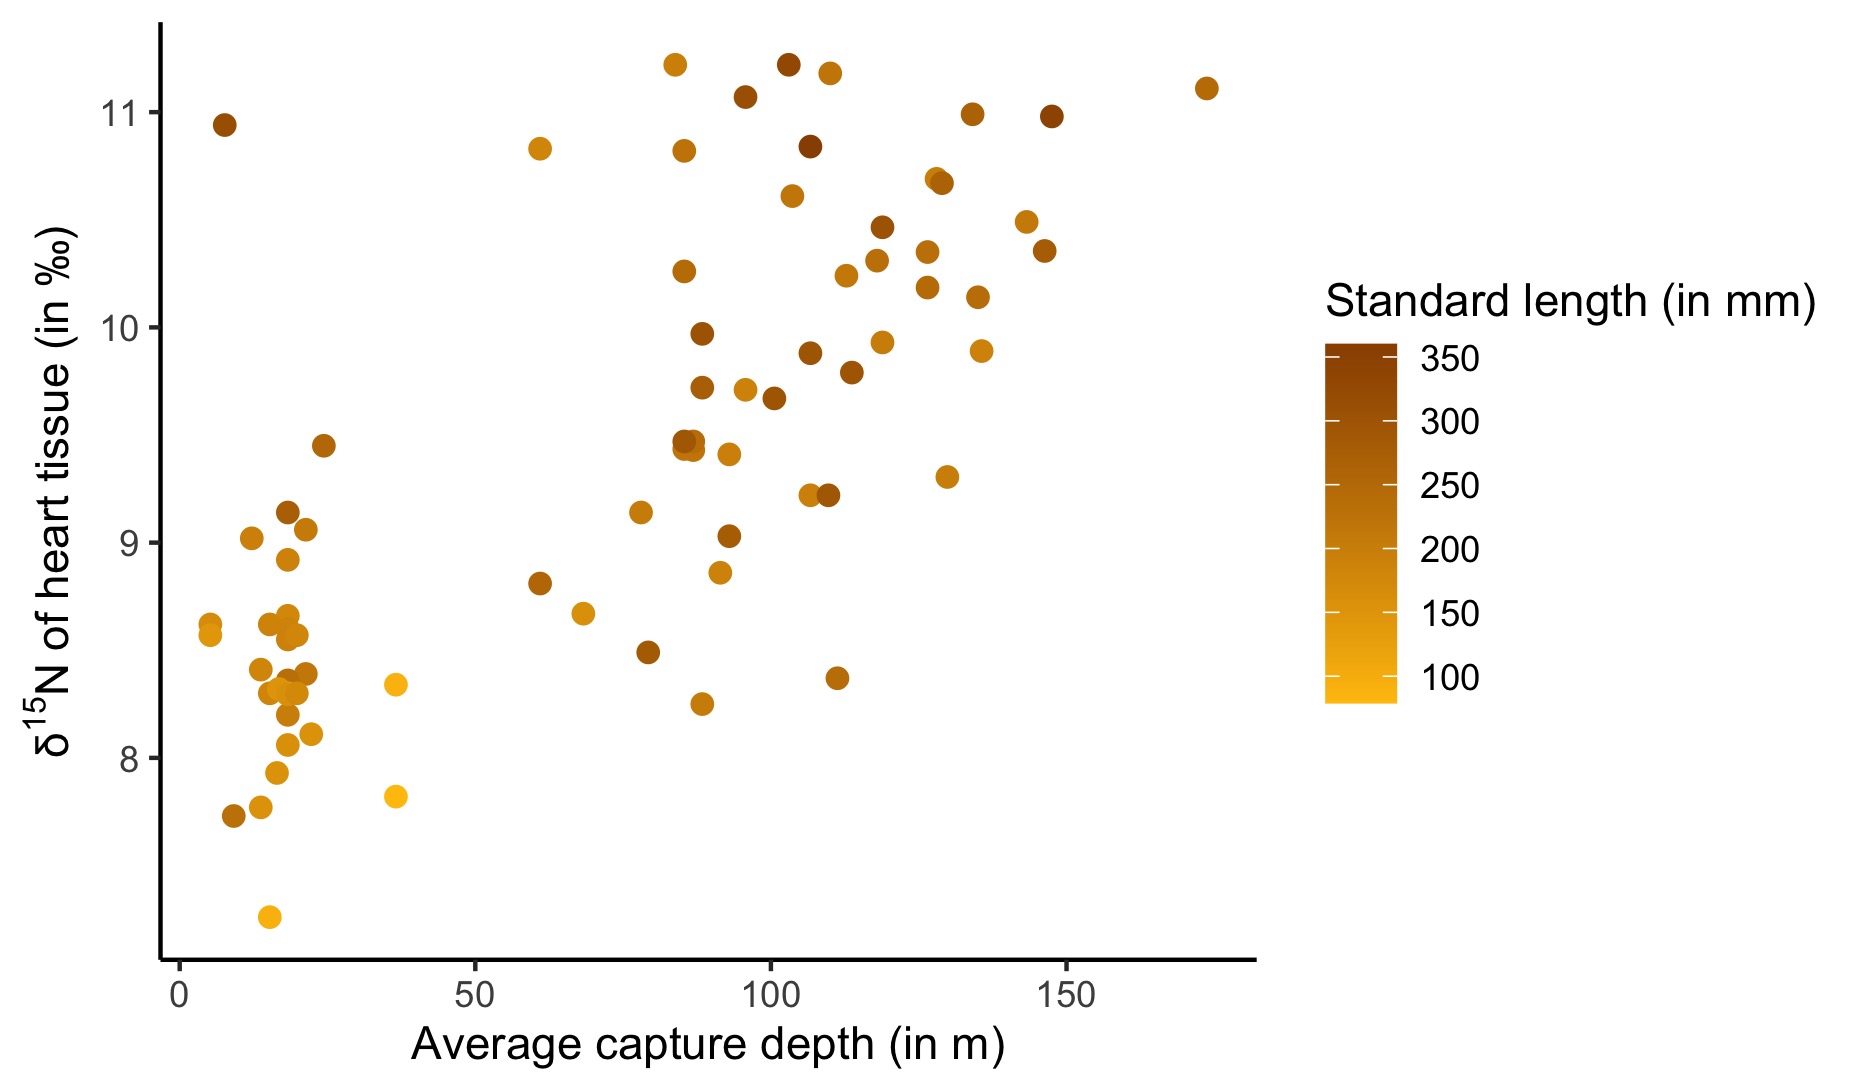 δ15N of heart tissue (in ‰)
11
10
9
8
0 50 100 150
Average capture depth (in m)
Standard length (in mm)
350
300
250
200
150
100